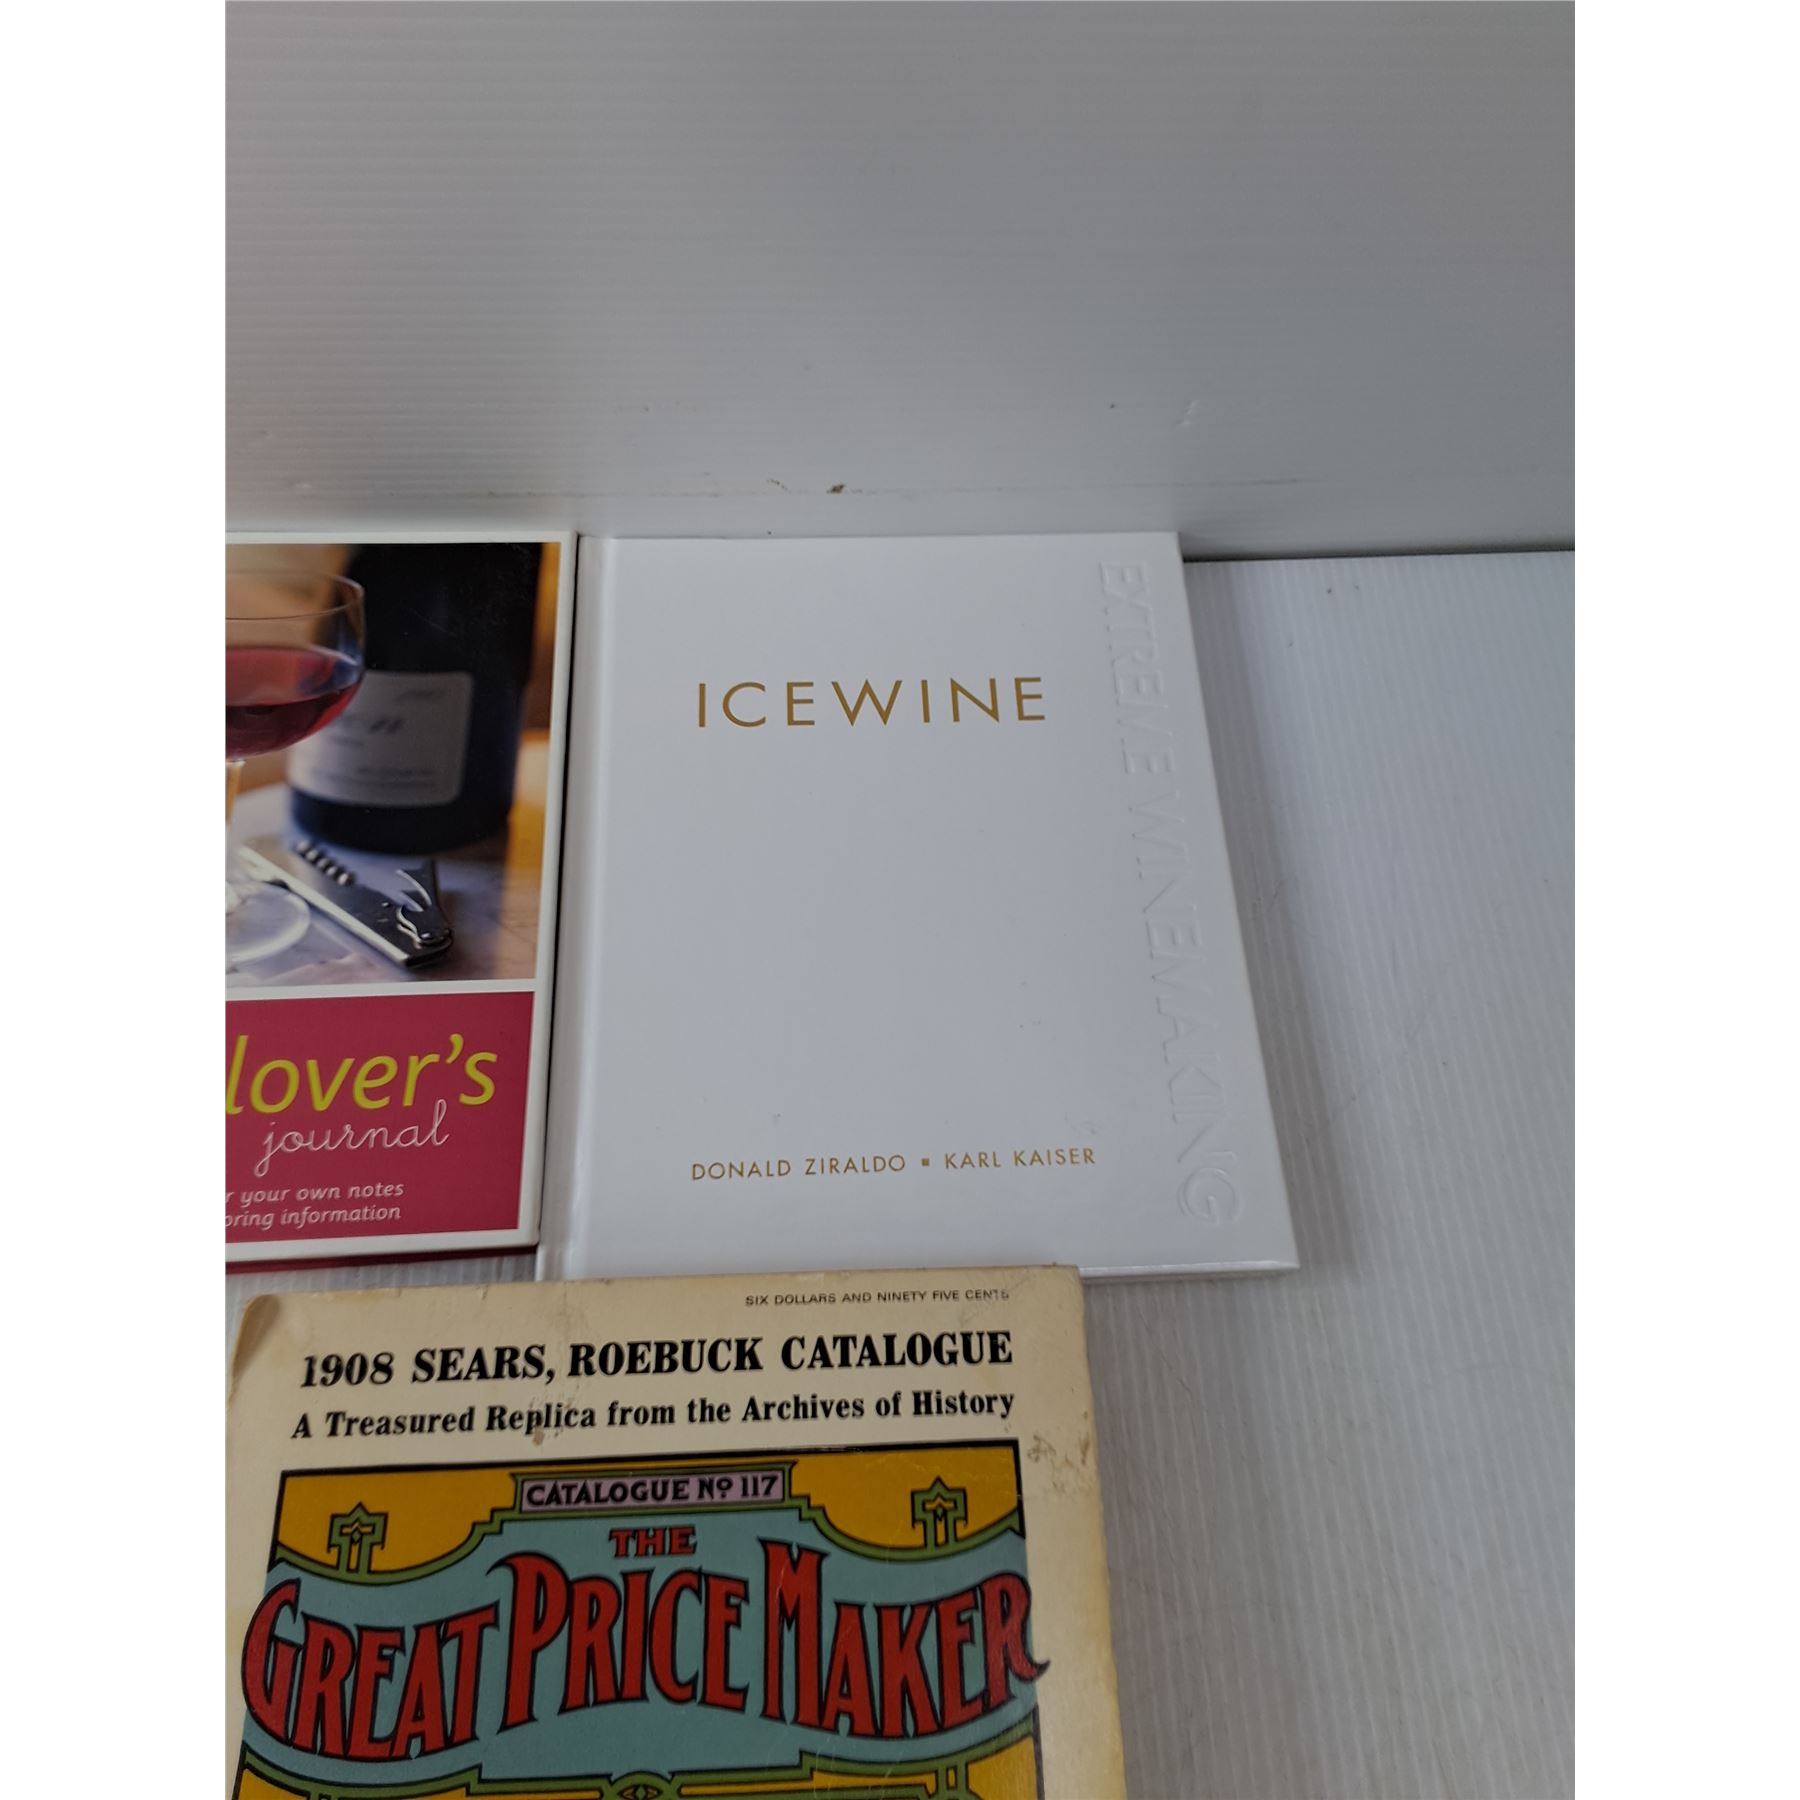 lover's
journal
your own notes
information
ICEWINE
EXTREME WINEMAKING
DONALD ZIRALDO ▪ KARL KAISER
SIX DOLLARS AND NINETY FIVE CENTS
1908 SEARS, ROEBUCK CATALOGUE
A Treasured Replica from the Archives of History
CATALOGUE No 117
THE
GREAT PRICE MAKER